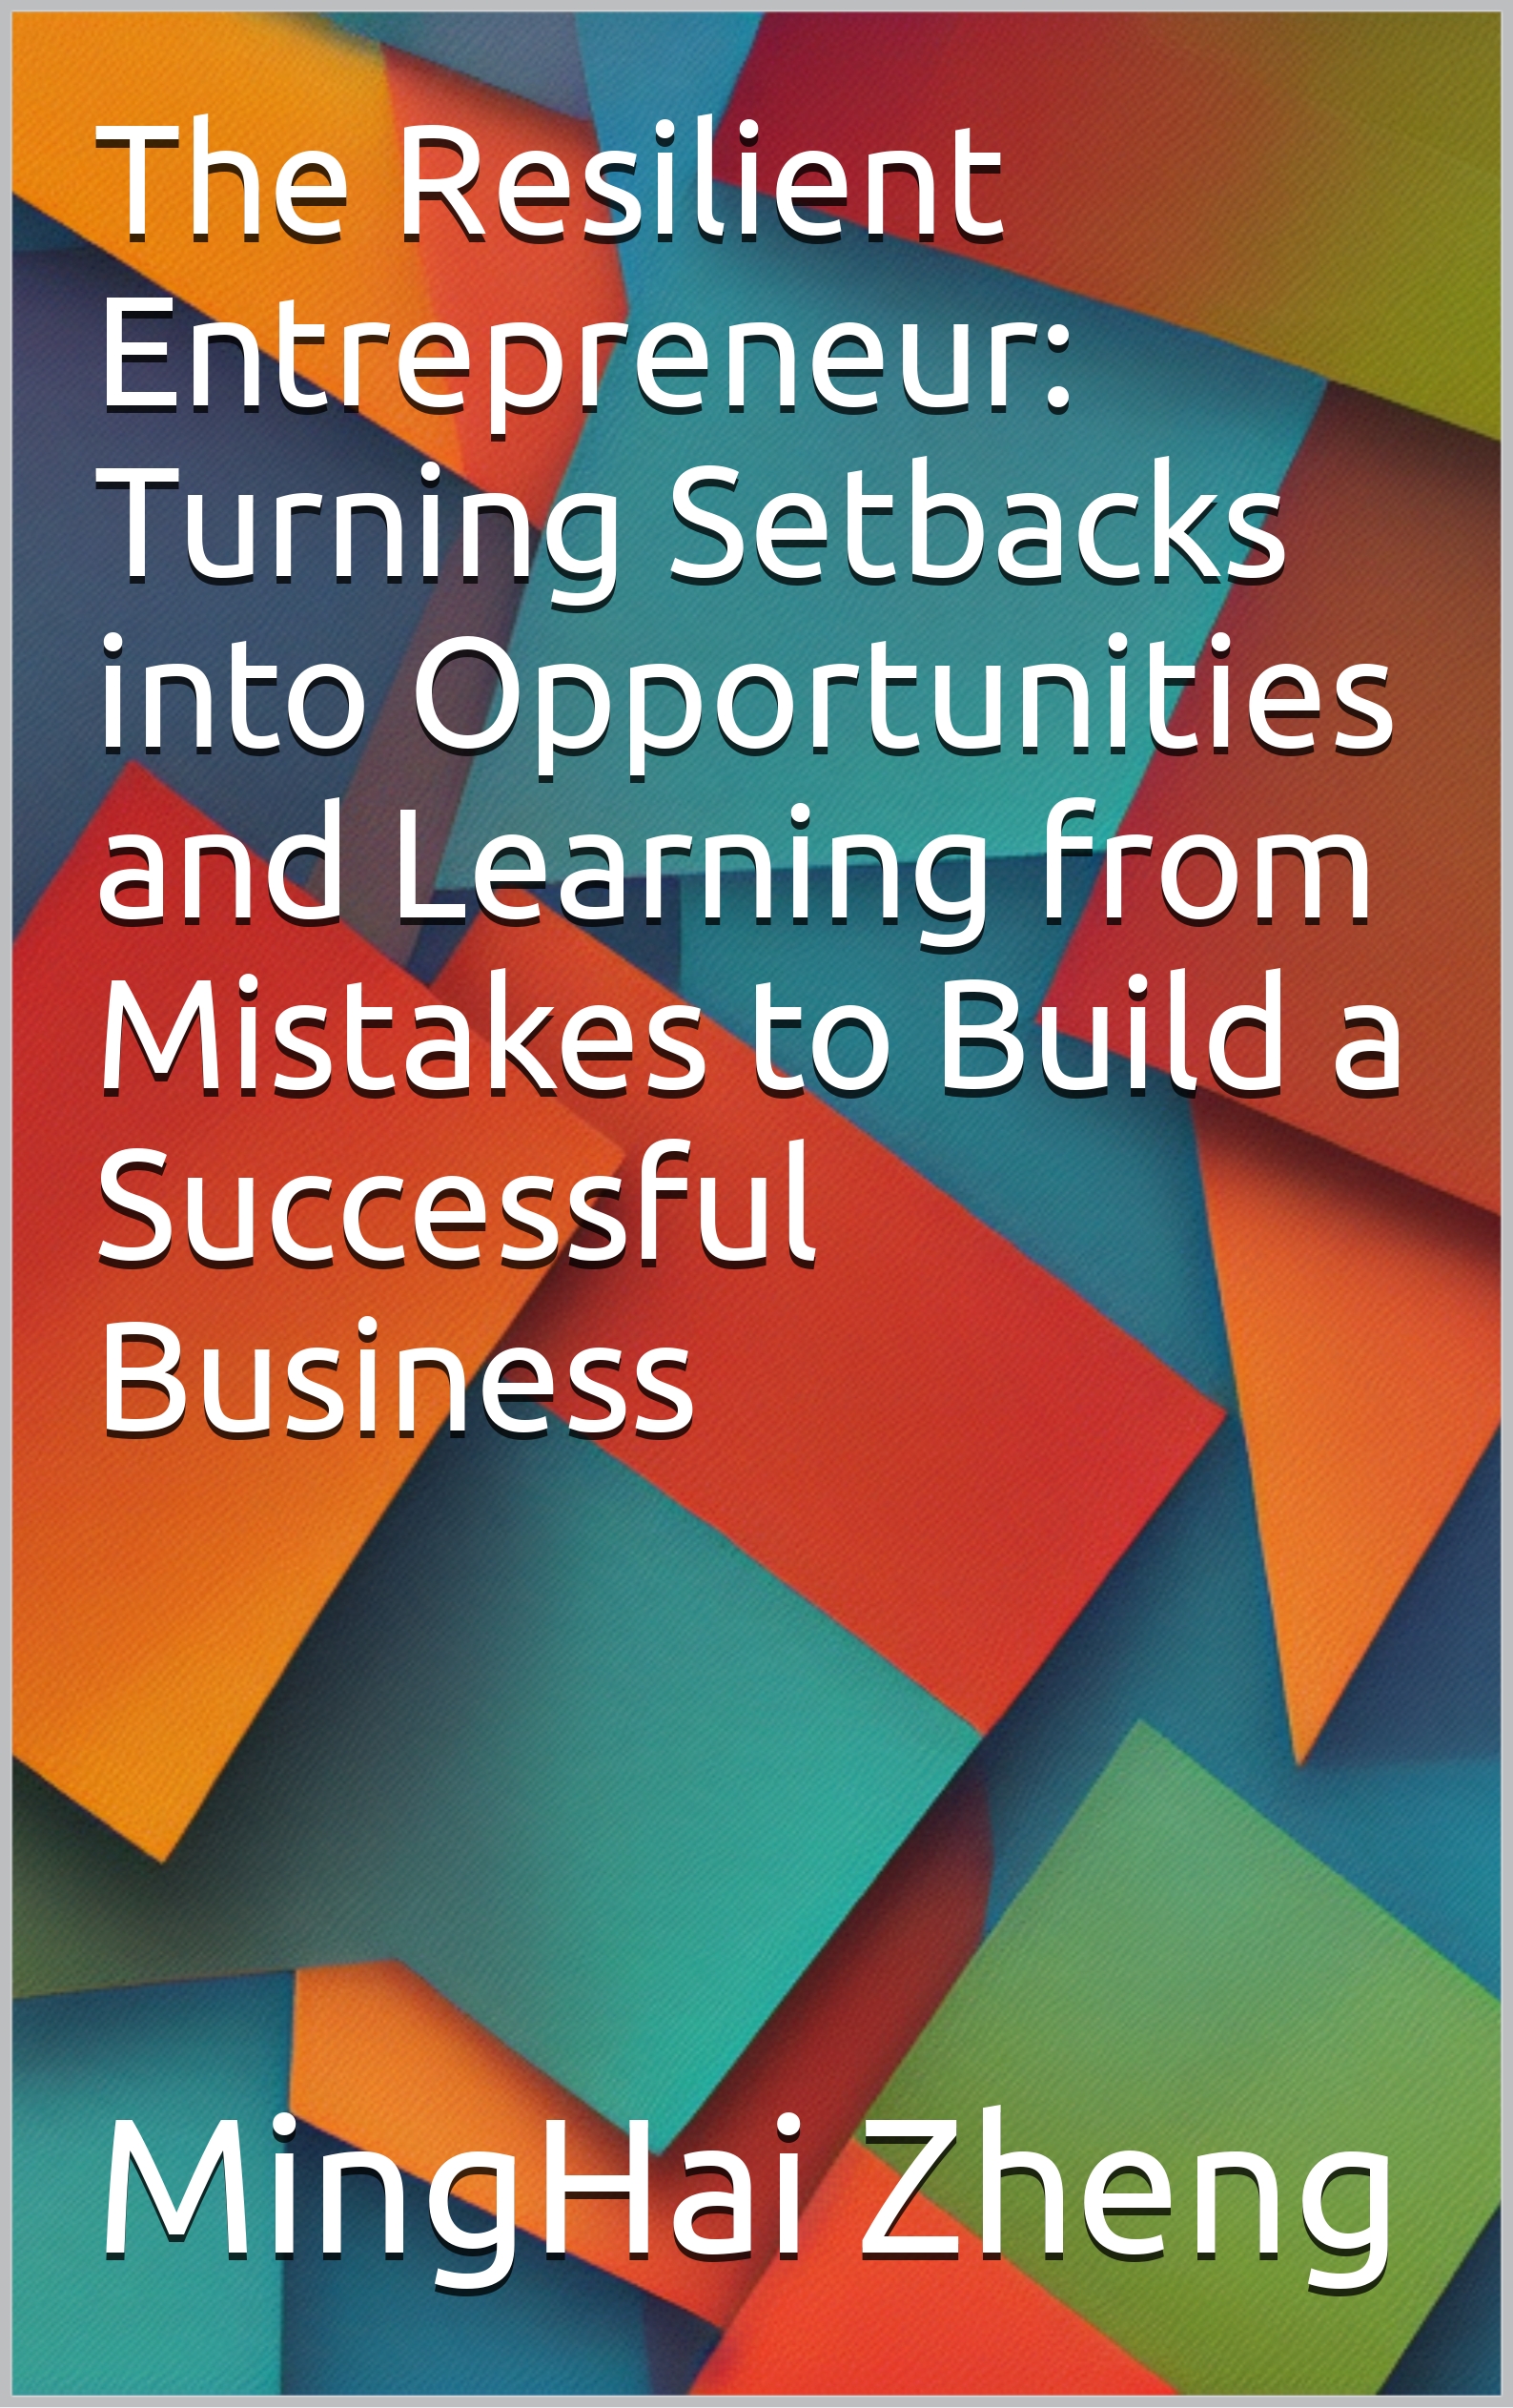 The Resilient
Entrepreneur:
Turning Setbacks
into Opportunities
and Learning from
Mistakes to Build a
Successful
Business
MingHai Zheng